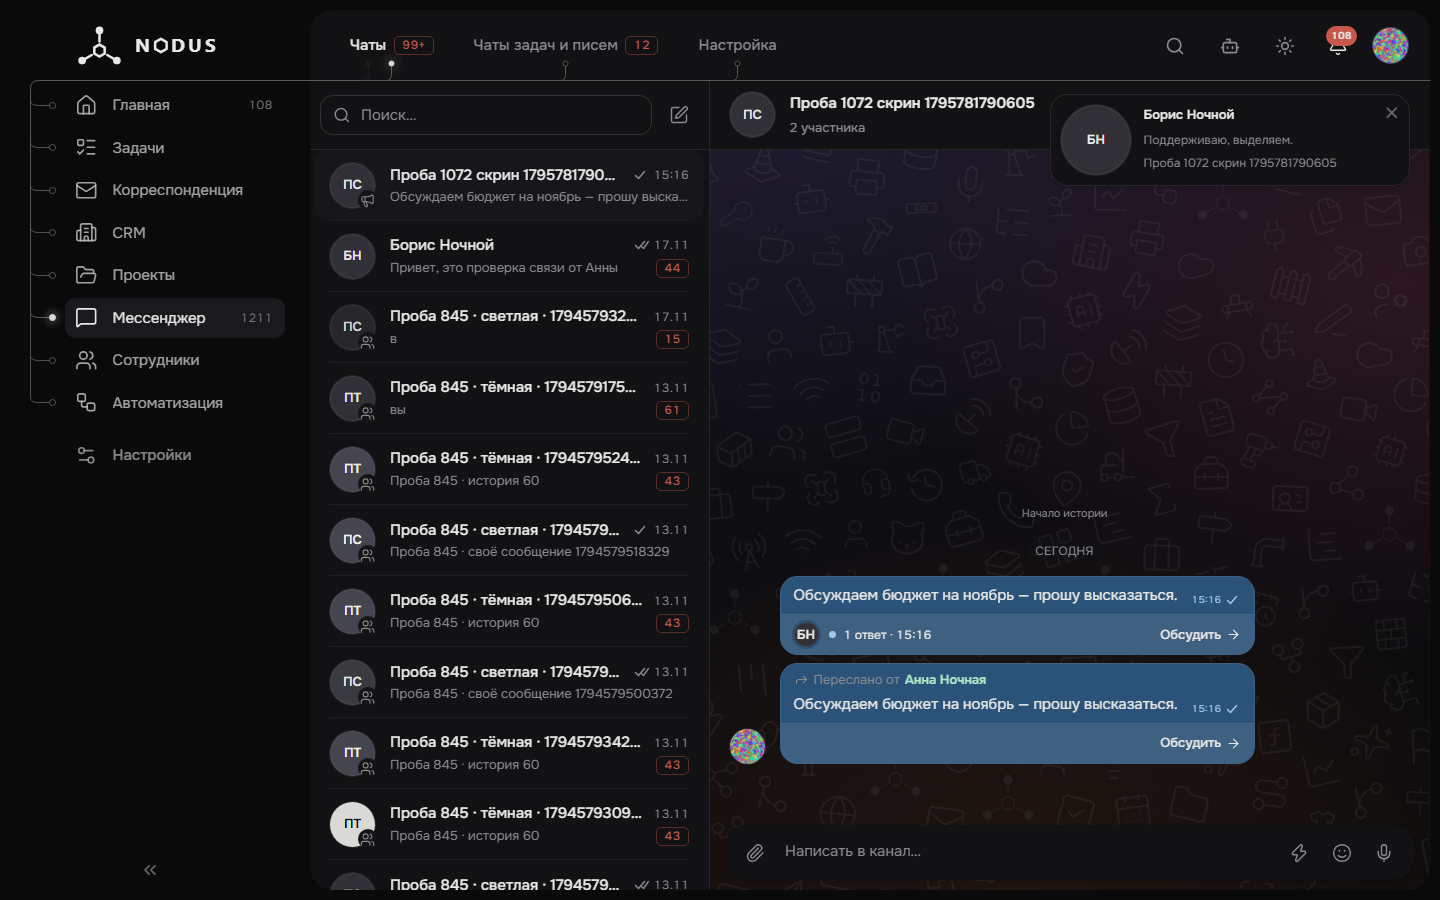 NODUS
Чаты 99+
Чаты задач и писем 12
Настройка
108
Главная 108
Задачи
Корреспонденция
CRM
Проекты
Мессенджер 1211
Сотрудники
Автоматизация
Настройки
Поиск...
Проба 1072 скрин 1795781790... 15:16
Обсуждаем бюджет на ноябрь — прошу выска...
Борис Ночной 17.11
Привет, это проверка связи от Анны 44
Проба 845 · светлая · 179457932... 17.11
в 15
Проба 845 · тёмная · 1794579175... 13.11
вы 61
Проба 845 · тёмная · 1794579524... 13.11
Проба 845 · история 60 43
Проба 845 · светлая · 1794579... 13.11
Проба 845 · своё сообщение 1794579518329
Проба 845 · тёмная · 1794579506... 13.11
Проба 845 · история 60 43
Проба 845 · светлая · 1794579... 13.11
Проба 845 · своё сообщение 1794579500372
Проба 845 · тёмная · 1794579342... 13.11
Проба 845 · история 60 43
Проба 845 · тёмная · 1794579309... 13.11
Проба 845 · история 60 43
Проба 845 · светлая · 1794579... 13.11
ПС
БН
ПС
ПТ
ПТ
ПС
ПТ
ПС
ПТ
ПТ
ПС
Проба 1072 скрин 1795781790605
2 участника
БН
Борис Ночной
Поддерживаю, выделяем.
Проба 1072 скрин 1795781790605
Начало истории
СЕГОДНЯ
Обсуждаем бюджет на ноябрь — прошу высказаться. 15:16
БН 1 ответ · 15:16 Обсудить →
Переслано от Анна Ночная
Обсуждаем бюджет на ноябрь — прошу высказаться. 15:16
Обсудить →
Написать в канал...